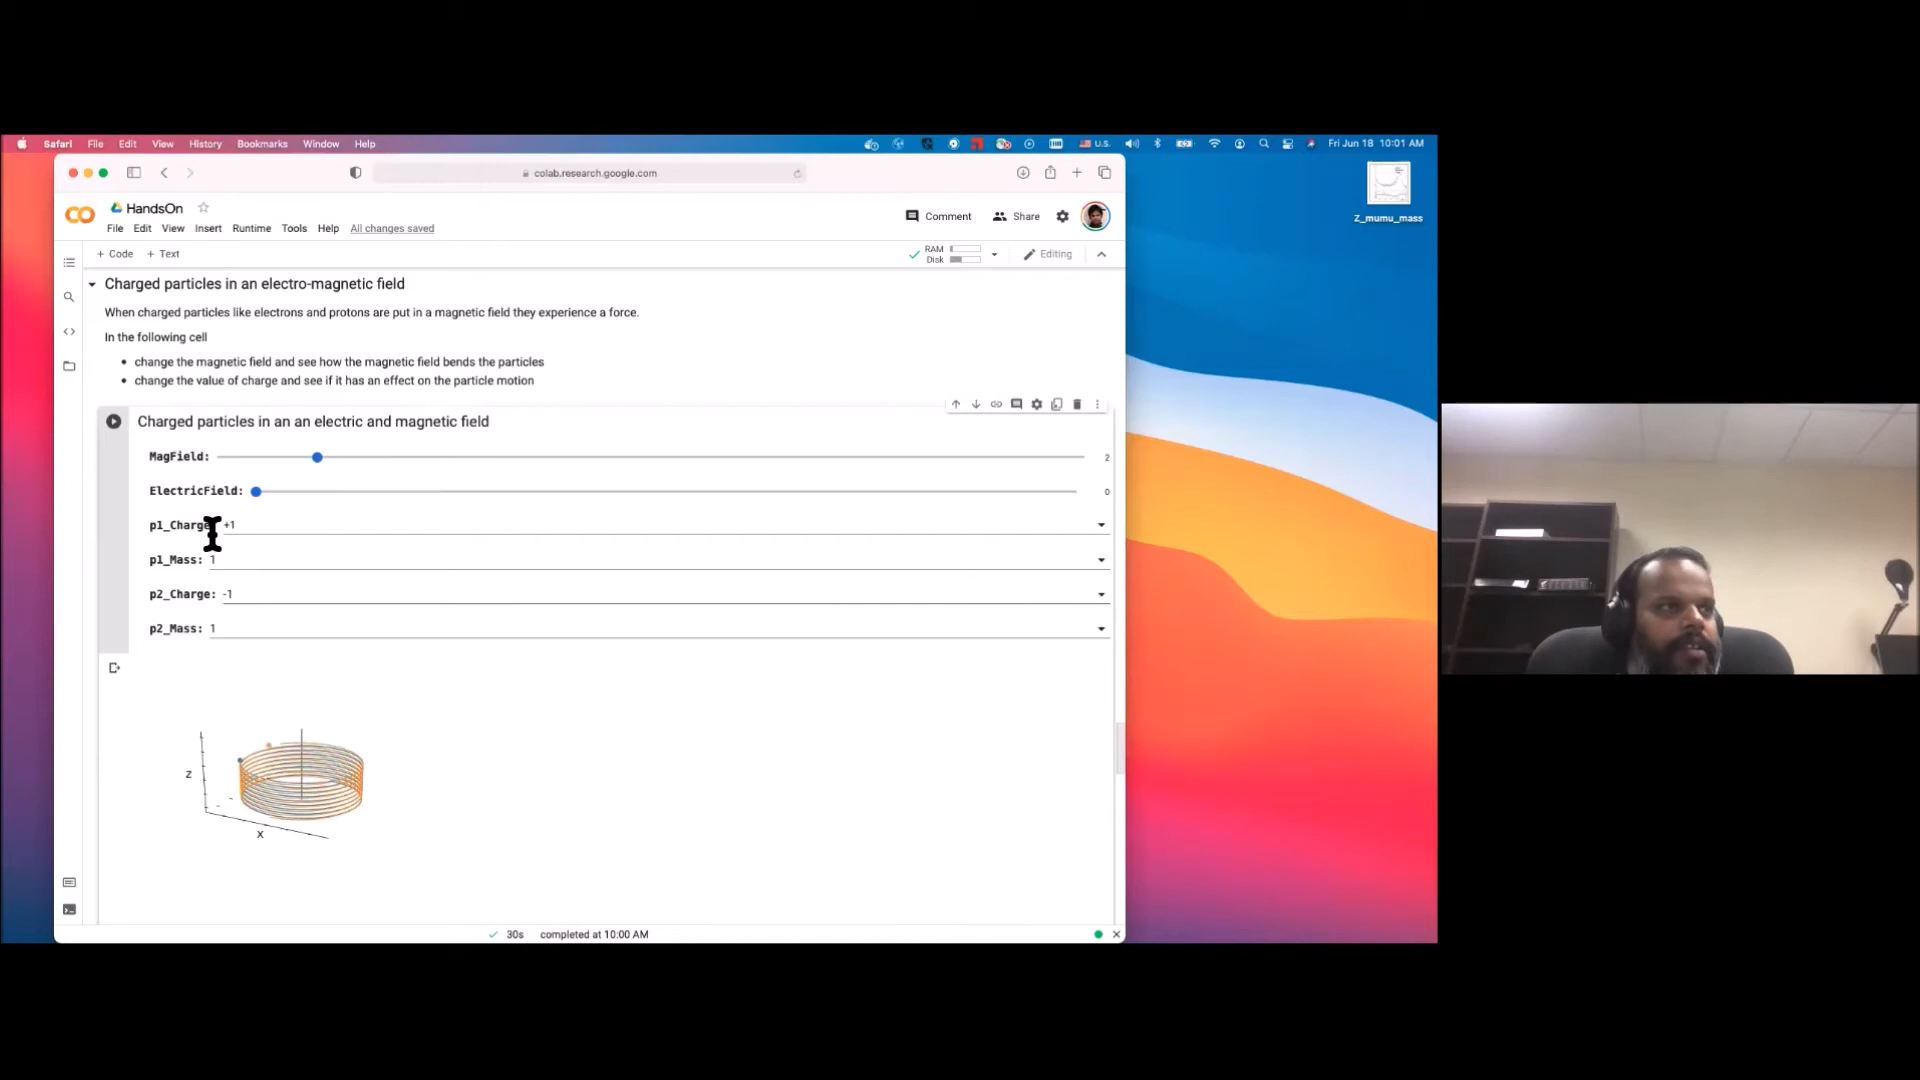 Safari File Edit View History Bookmarks Window Help U.S. Fri Jun 18 10:01 AM
colab.research.google.com
Z_mumu_mass
HandsOn
Comment Share
File Edit View Insert Runtime Tools Help All changes saved
+ Code + Text
RAM
Disk
Editing
Charged particles in an electro-magnetic field
When charged particles like electrons and protons are put in a magnetic field they experience a force.
In the following cell
• change the magnetic field and see how the magnetic field bends the particles
• change the value of charge and see if it has an effect on the particle motion
Charged particles in an an electric and magnetic field
MagField: 2
ElectricField: 0
p1_Charge +1
p1_Mass: 1
p2_Charge: -1
p2_Mass: 1
Z
X
30s completed at 10:00 AM